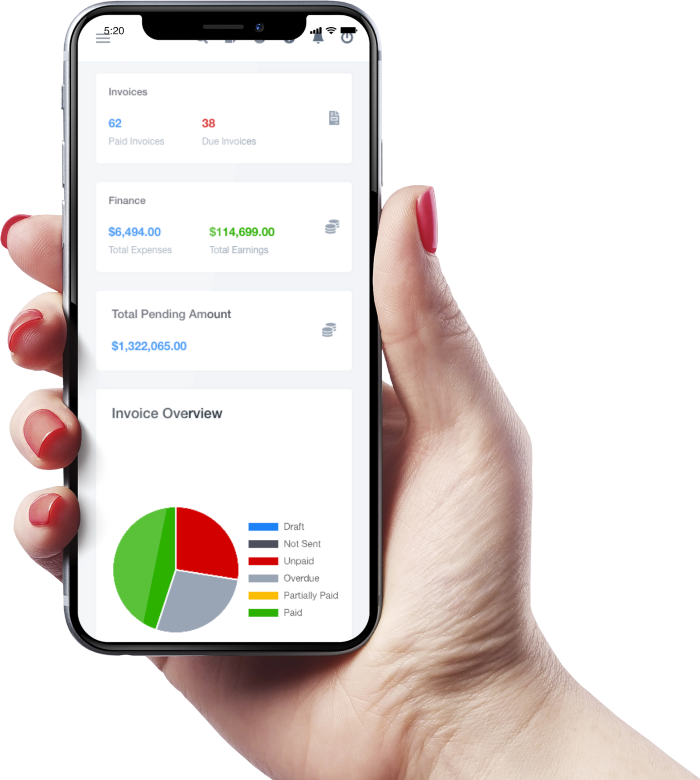 5:20
Invoices
62 38
Paid Invoices Due Invoices
Finance
$6,494.00 $114,699.00
Total Expenses Total Earnings
Total Pending Amount
$1,322,065.00
Invoice Overview
Draft
Not Sent
Unpaid
Overdue
Partially Paid
Paid